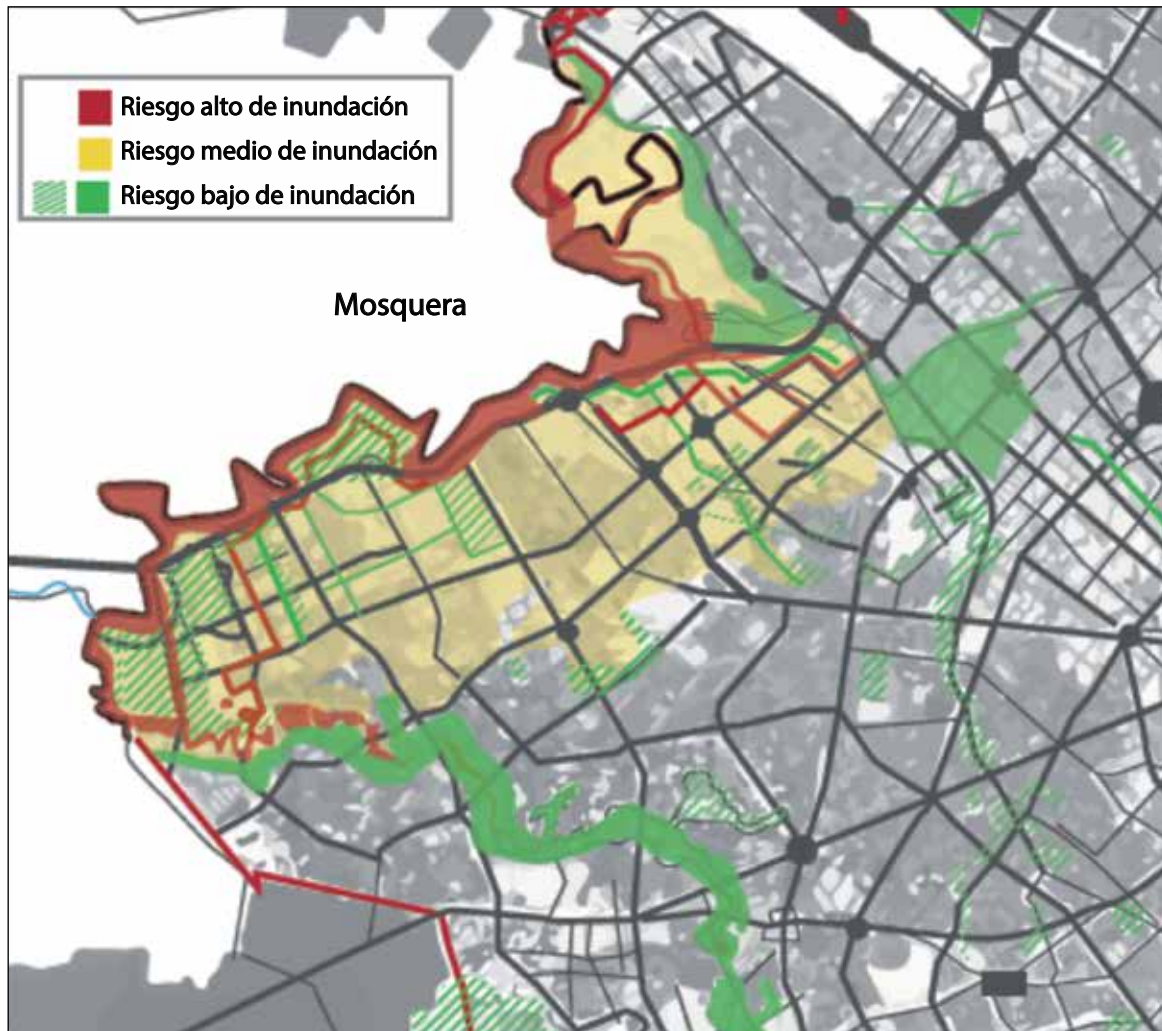 Riesgo alto de inundación
Riesgo medio de inundación
Riesgo bajo de inundación
Mosquera